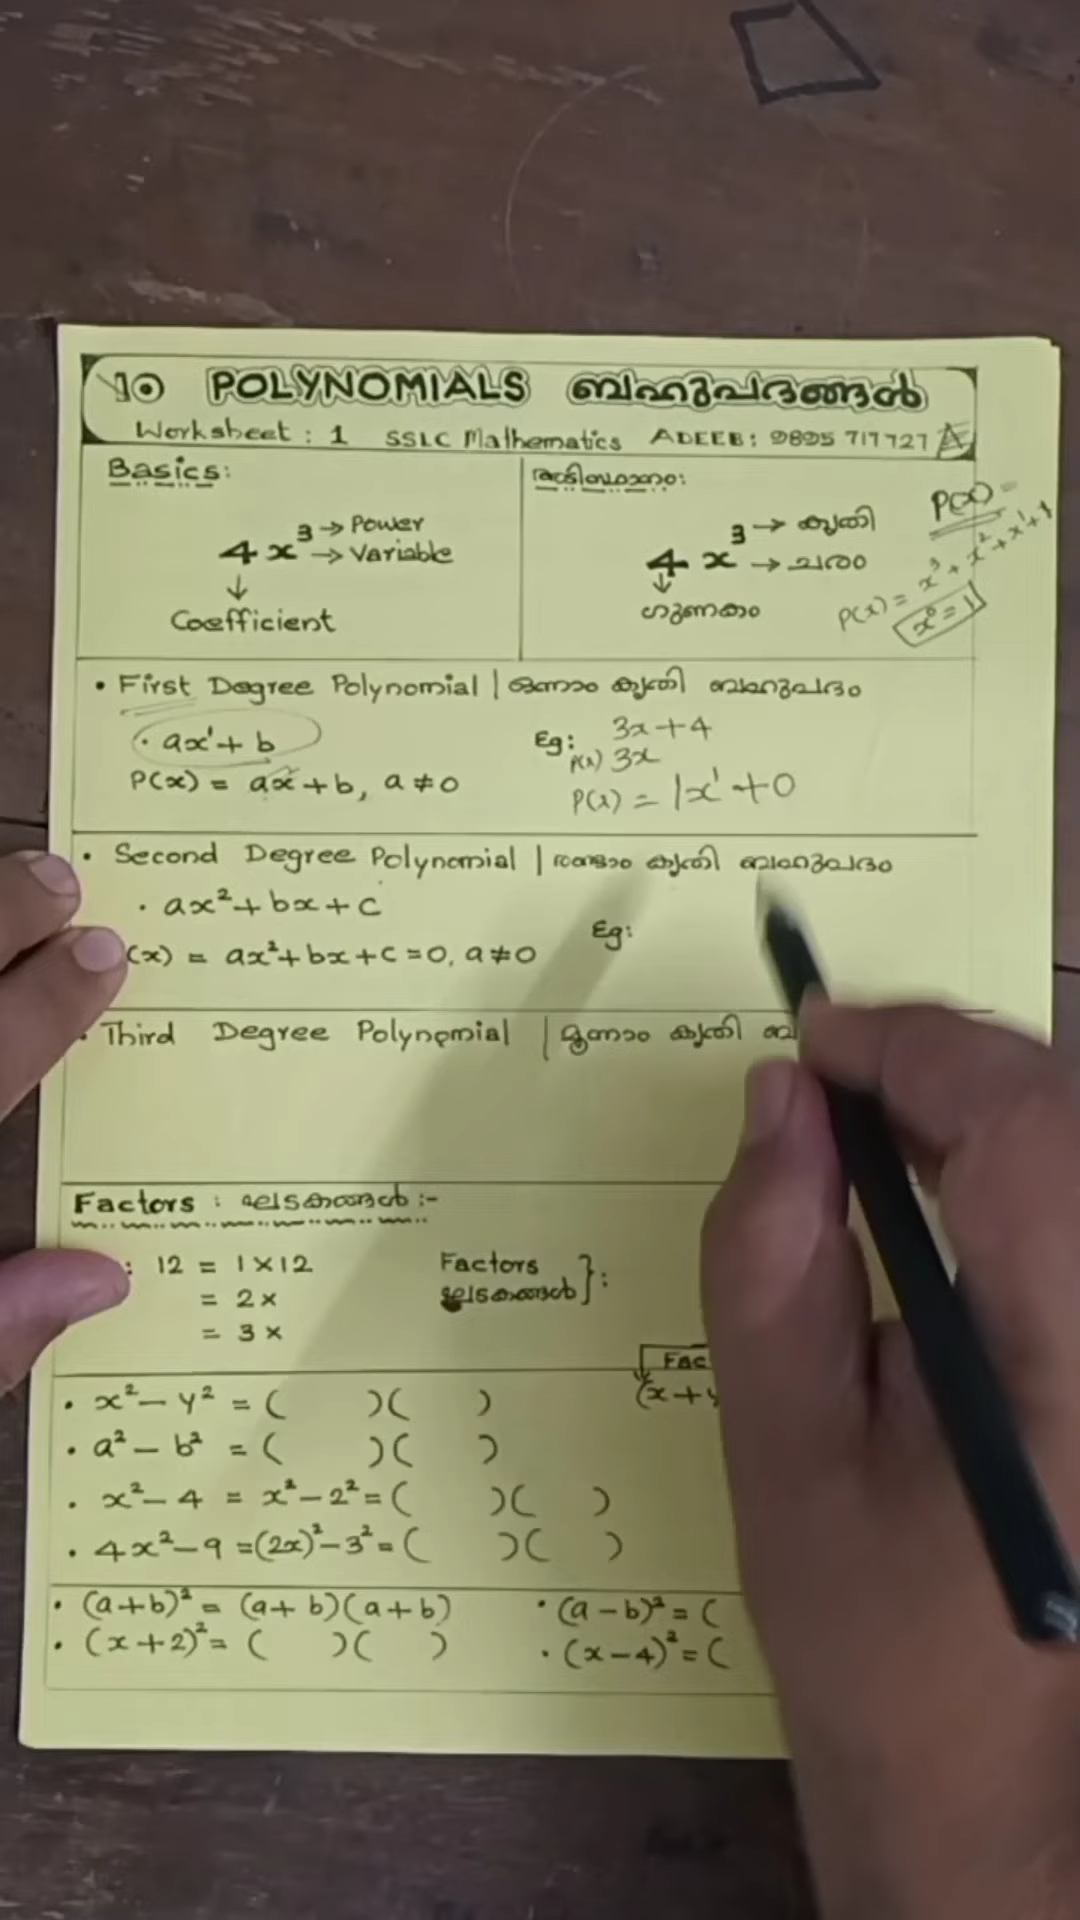 10 POLYNOMIALS ബഹുപദങ്ങൾ
Worksheet : 1 SSLC Mathematics ADEEB: 9895 717727 A
Basics:
3 → Power
4 x → Variable
↓
Coefficient
അടിസ്ഥാനം:
3 → കൃതി
4 x → ചരം
↓
ഗുണകം
P(x) =
P(x) = x³ + x² + x¹ + 1
x⁰ = 1
• First Degree Polynomial | ഒന്നാം കൃതി ബഹുപദം
· ax¹ + b
P(x) = ax + b, a ≠ 0
Eg: 3x + 4
P(x) 3x
P(x) = 1x¹ + 0
• Second Degree Polynomial | രണ്ടാം കൃതി ബഹുപദം
· ax² + bx + c
(x) = ax² + bx + c = 0, a ≠ 0
Eg:
• Third Degree Polynomial | മൂന്നാം കൃതി ബ
Factors : ഘടകങ്ങൾ :-
: 12 = 1 × 12
= 2 ×
= 3 ×
Factors
ഘടകങ്ങൾ } :
Fac
(x + y
• x² – y² = ( )( )
• a² – b² = ( )( )
• x² – 4 = x² – 2² = ( )( )
• 4x² – 9 = (2x)² – 3² = ( )( )
• (a + b)² = (a + b)(a + b) • (a – b)² = (
• (x + 2)² = ( )( ) • (x – 4)² = (